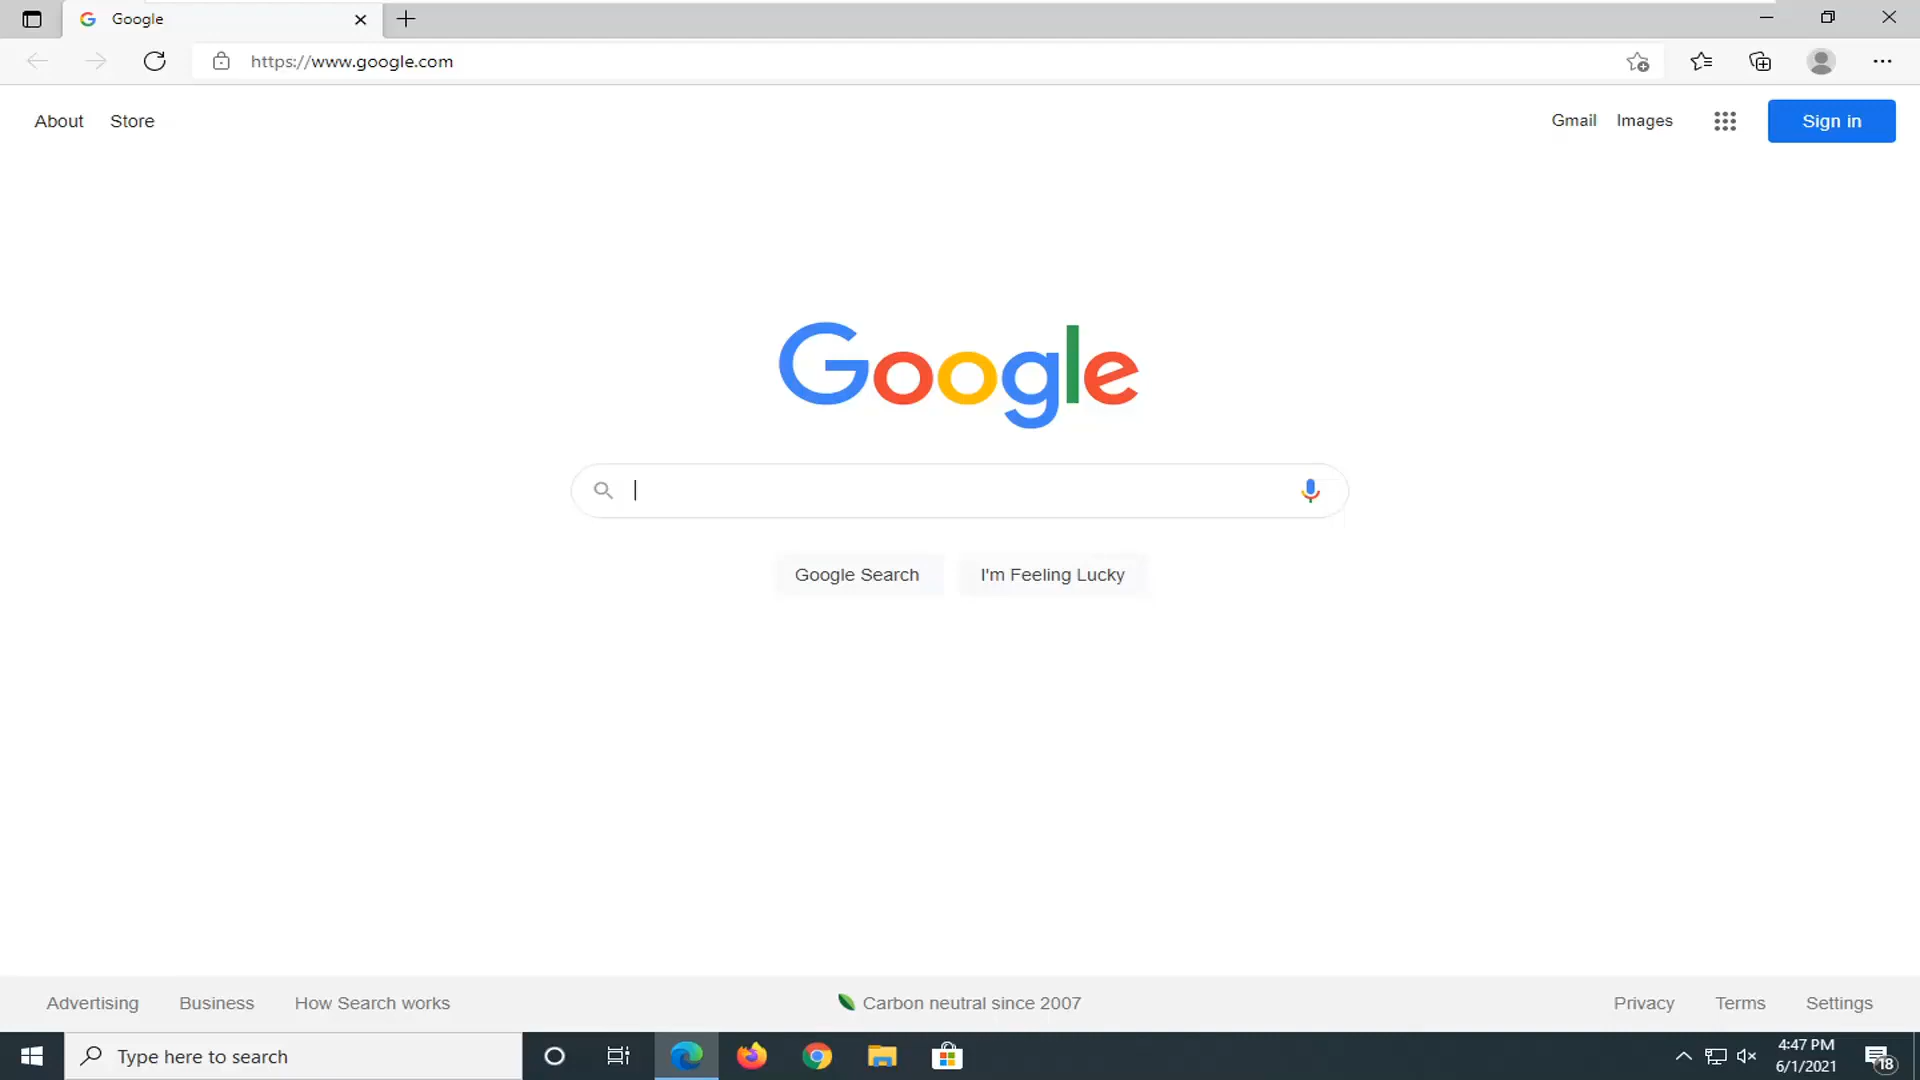 Google
https://www.google.com
About Store Gmail Images Sign in
Google
Google Search I'm Feeling Lucky
Advertising Business How Search works Carbon neutral since 2007 Privacy Terms Settings
Type here to search
4:47 PM
6/1/2021
18